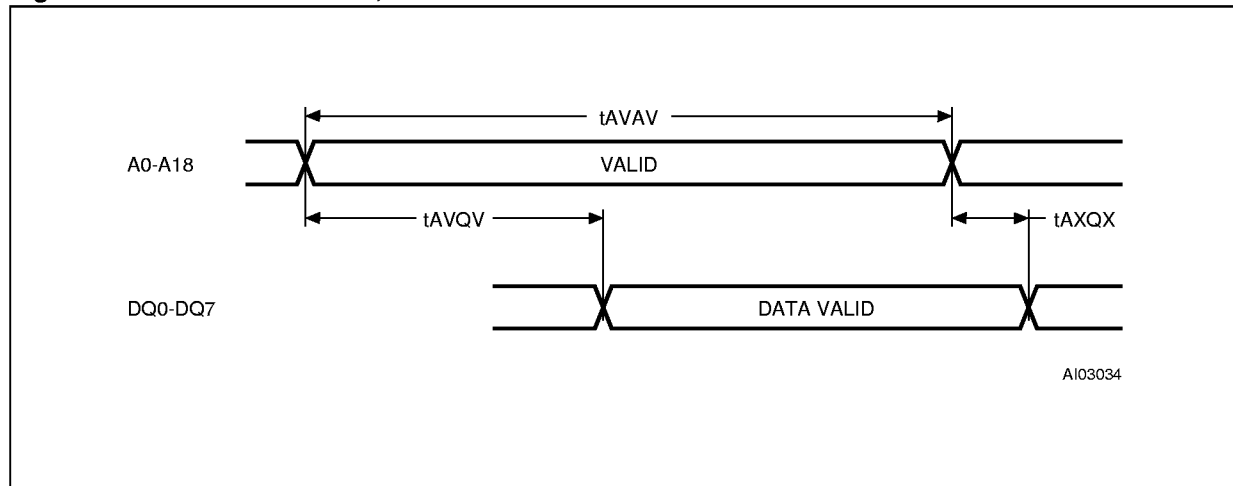 tAVAV
A0-A18
VALID
tAVQV
tAXQX
DQ0-DQ7
DATA VALID
AI03034